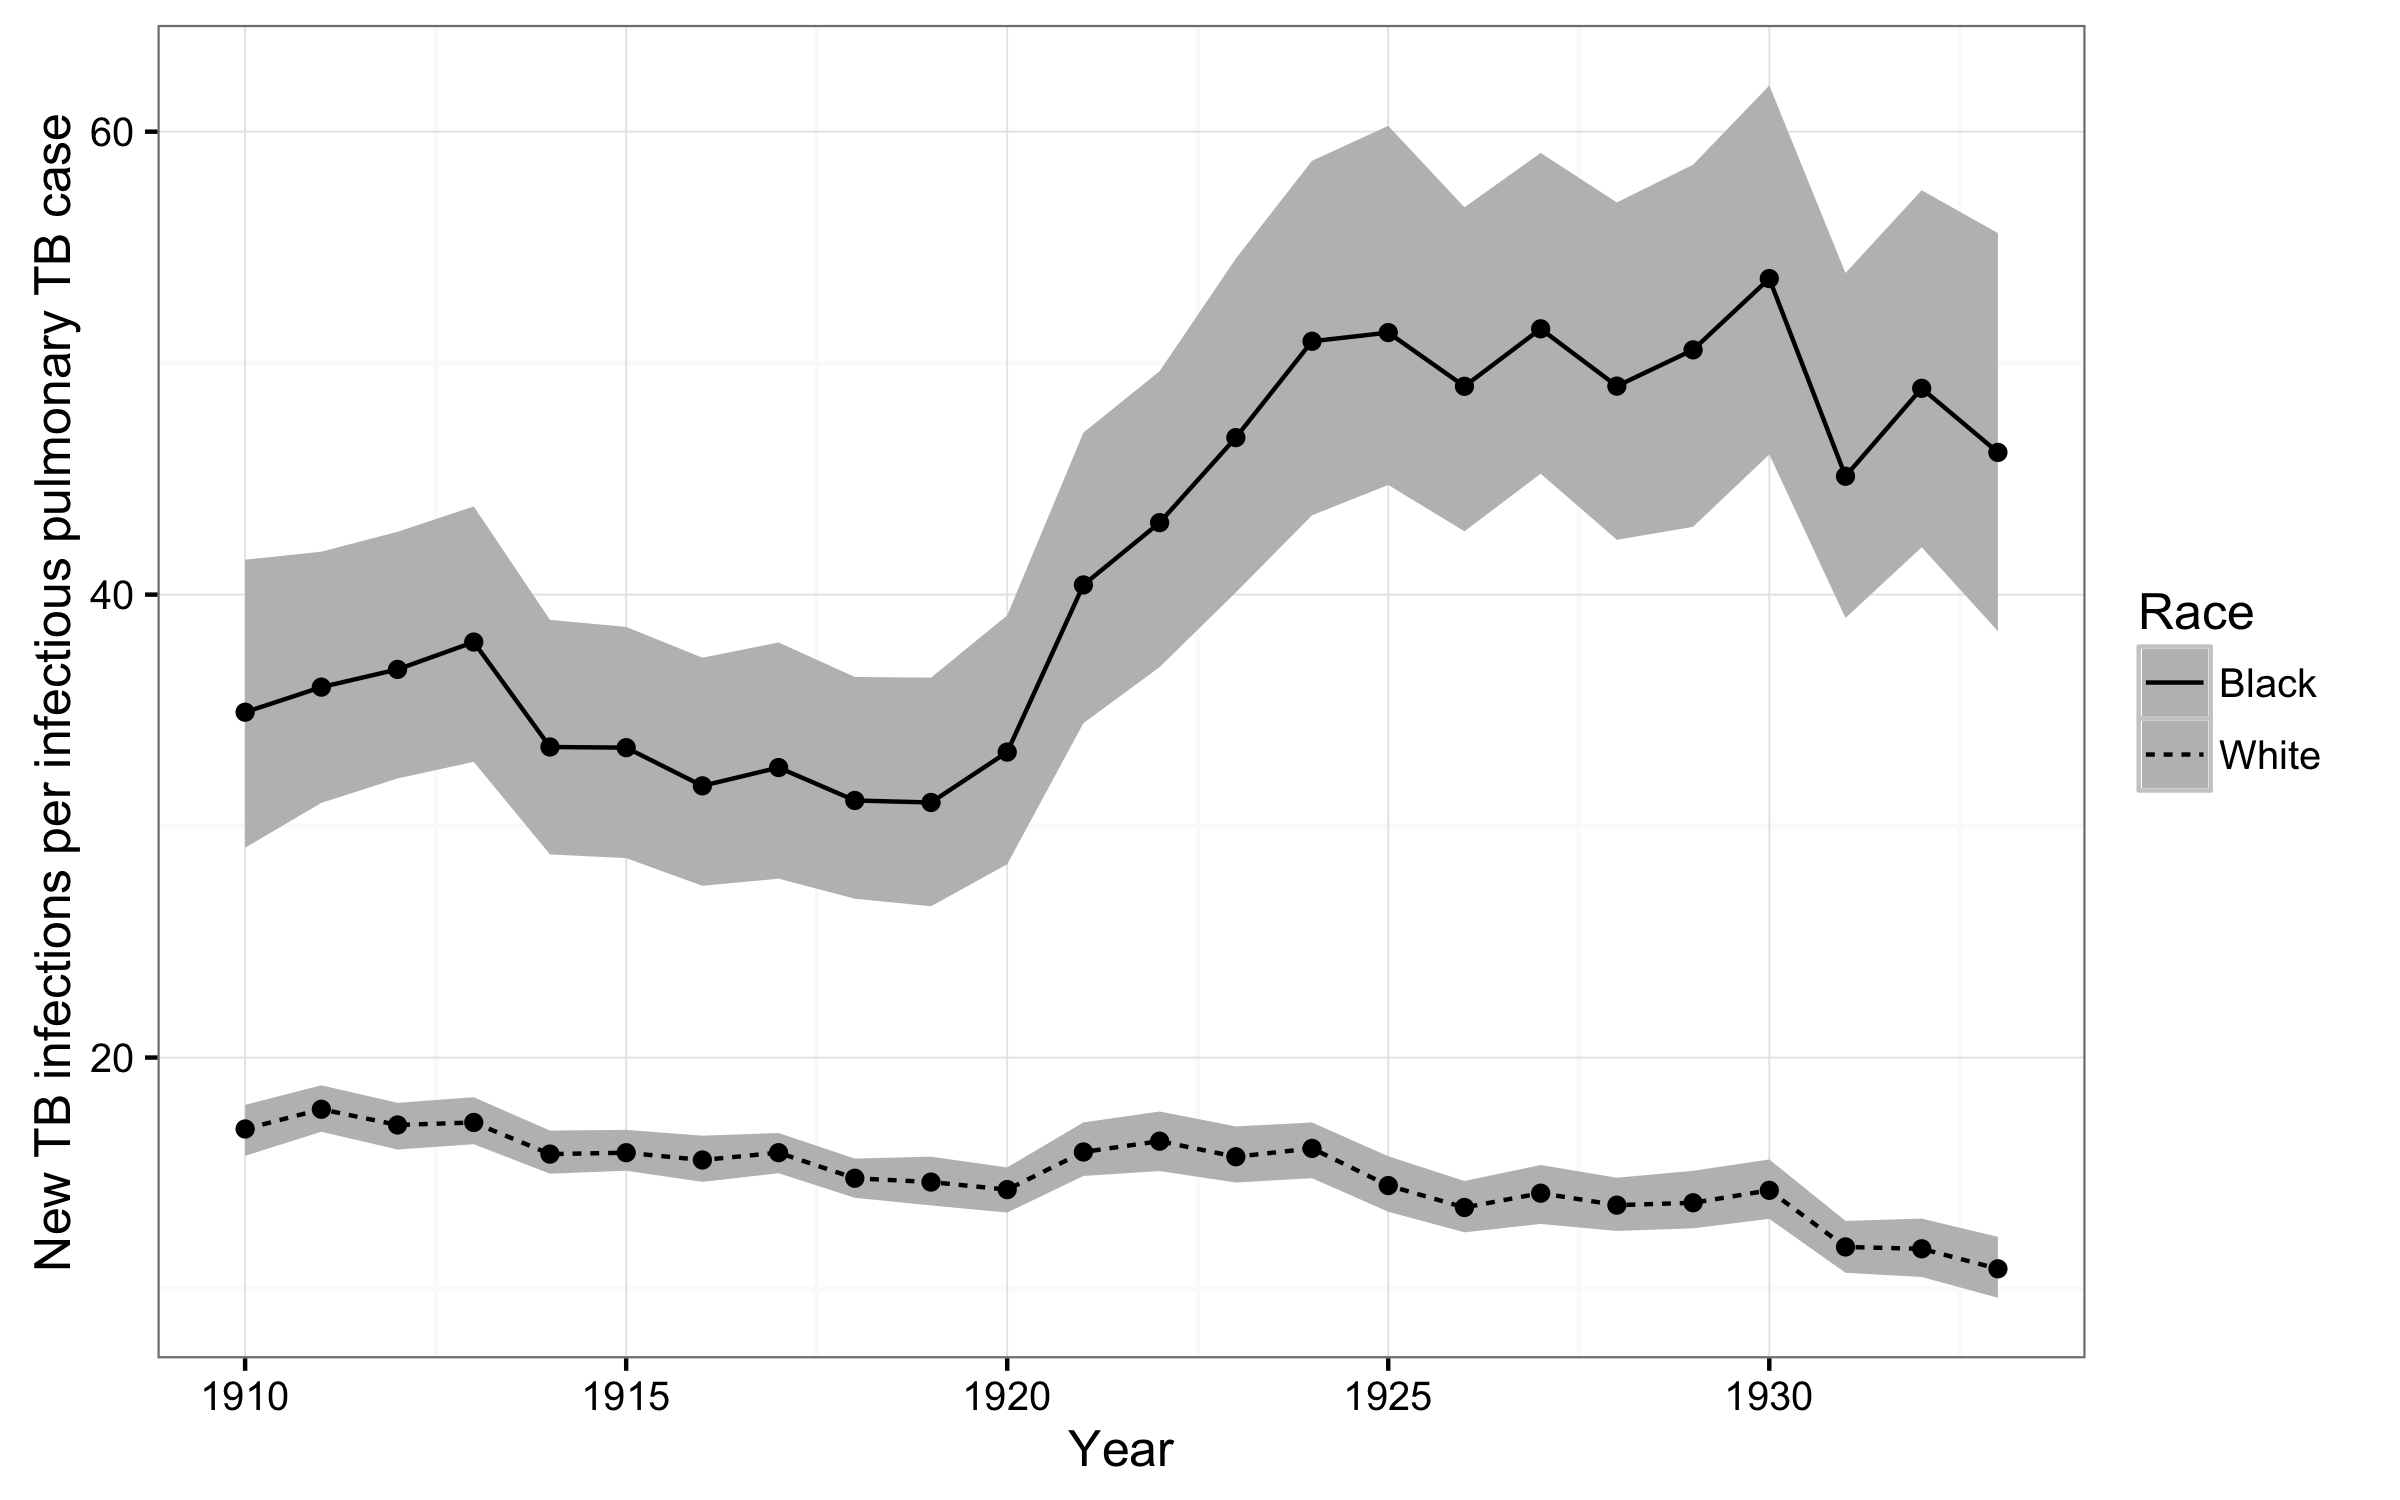 New TB infections per infectious pulmonary TB case
60
40
20
1910
1915
1920
1925
1930
Year
Race
Black
White